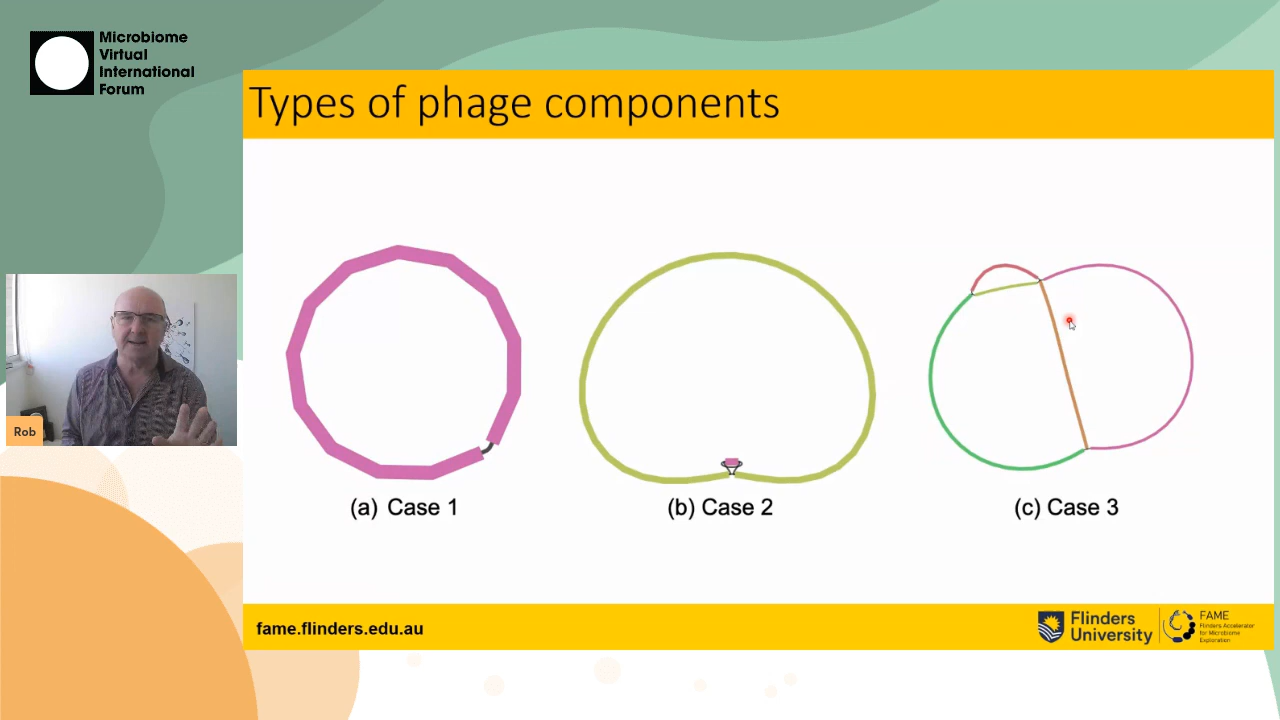 Microbiome
Virtual
International
Forum
Types of phage components
Rob
(a) Case 1
(b) Case 2
(c) Case 3
fame.flinders.edu.au
Flinders
University
FAME
Flinders Accelerator
for Microbiome
Exploration